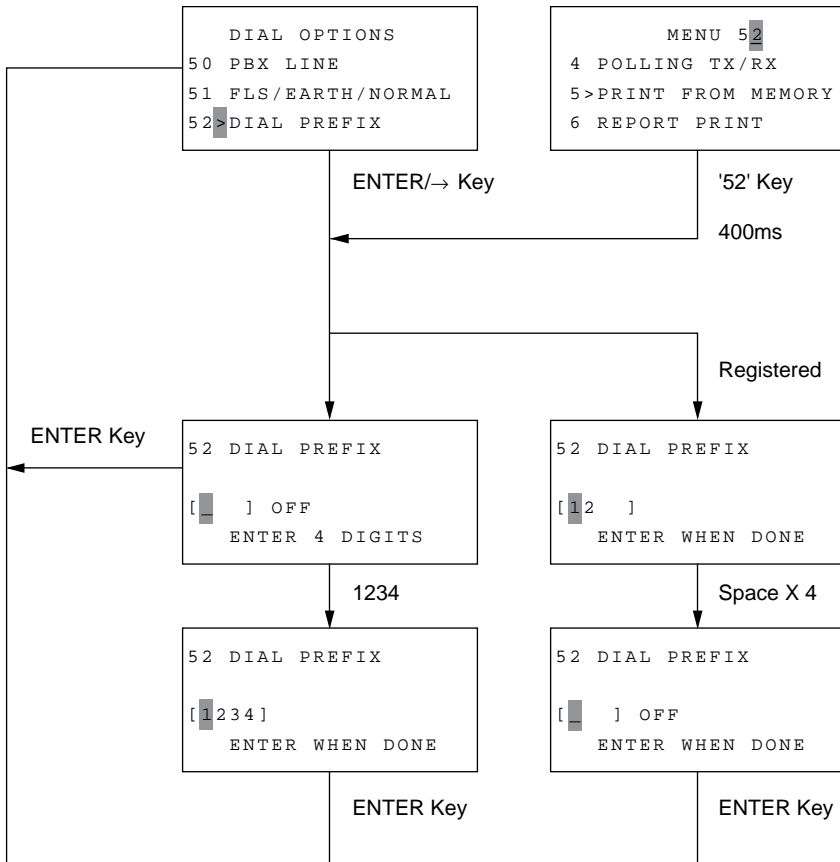 DIAL OPTIONS
50 PBX LINE
51 FLS/EARTH/NORMAL
52>DIAL PREFIX
MENU 52
4 POLLING TX/RX
5>PRINT FROM MEMORY
6 REPORT PRINT
ENTER/→ Key
'52' Key
400ms
Registered
ENTER Key
52 DIAL PREFIX
[_   ] OFF
ENTER 4 DIGITS
52 DIAL PREFIX
[12  ]
ENTER WHEN DONE
1234
Space X 4
52 DIAL PREFIX
[1234]
ENTER WHEN DONE
52 DIAL PREFIX
[_   ] OFF
ENTER WHEN DONE
ENTER Key
ENTER Key